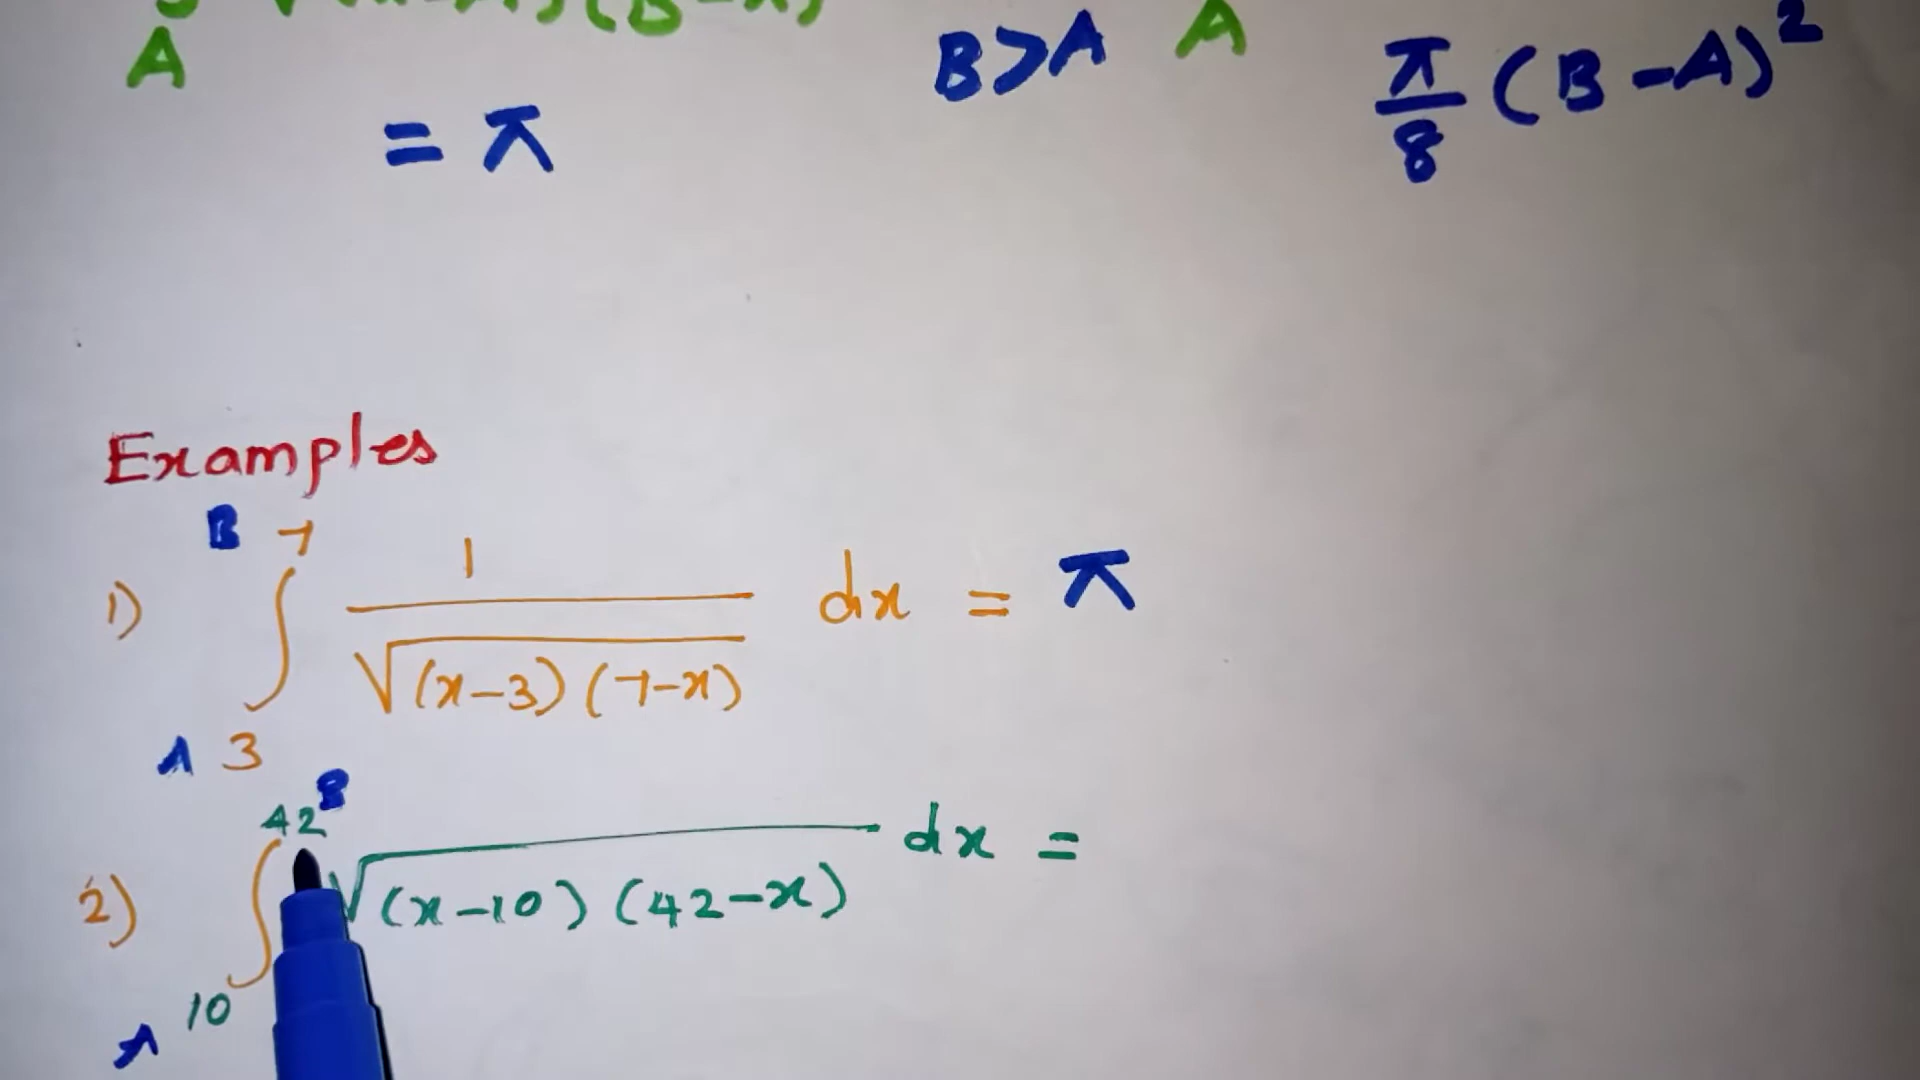 A √(x-A)(B-x) B>A A π/8 (B-A)²
= π
Examples
1) B 7 ∫ A 3 1/√(x-3)(7-x) dx = π
2) 42 B ∫ A 10 √(x-10)(42-x) dx =